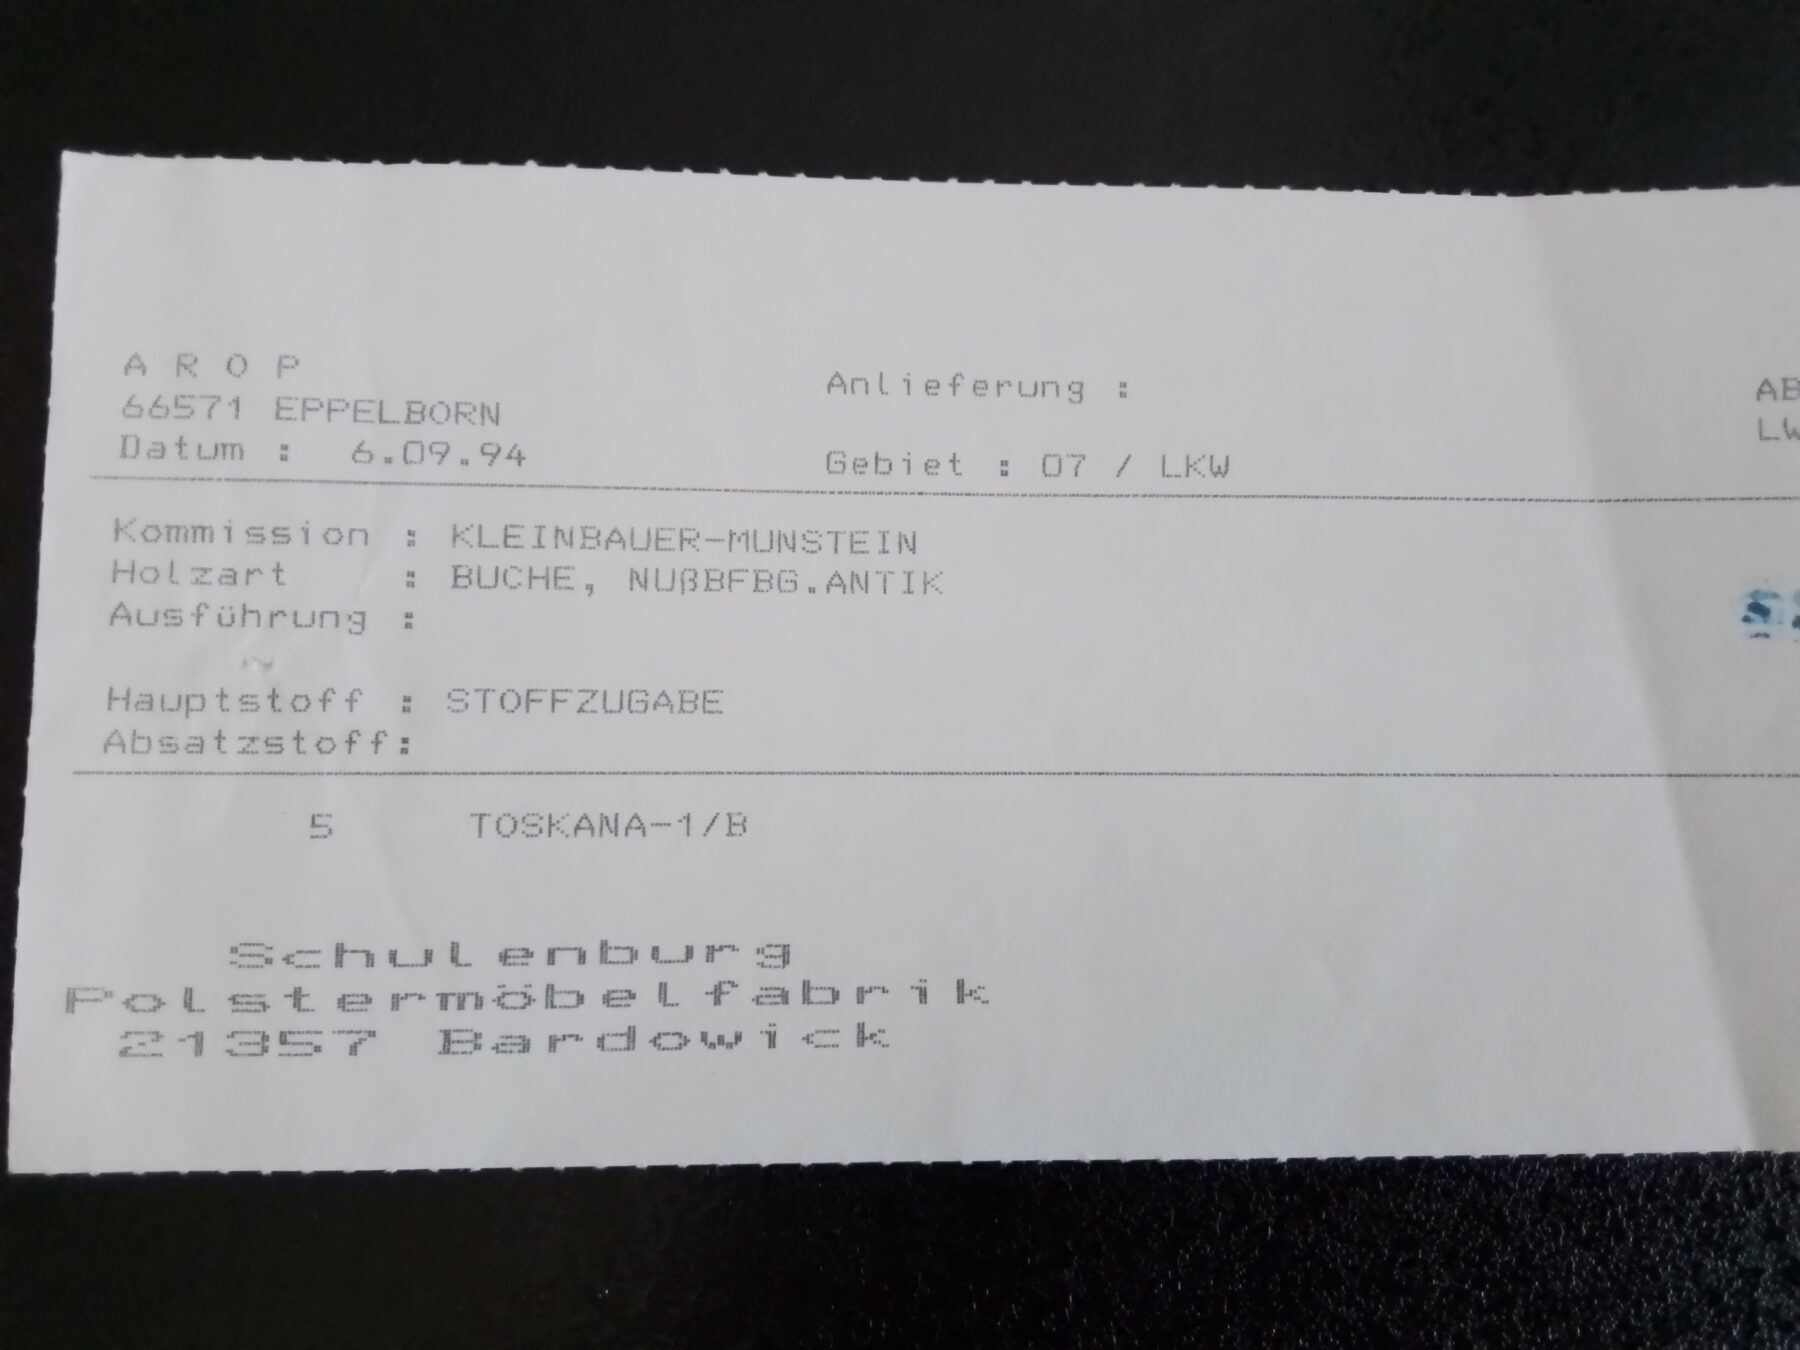 A R O P
66571 EPPELBORN
Datum : 6.09.94
Anlieferung :
Gebiet : 07 / LKW
AB
LW
Kommission : KLEINBAUER-MUNSTEIN
Holzart : BUCHE, NUßBFBG.ANTIK
Ausführung :
Hauptstoff : STOFFZUGABE
Absatzstoff:
5 TOSKANA-1/B
Schulenburg
Polstermöbelfabrik
21357 Bardowick